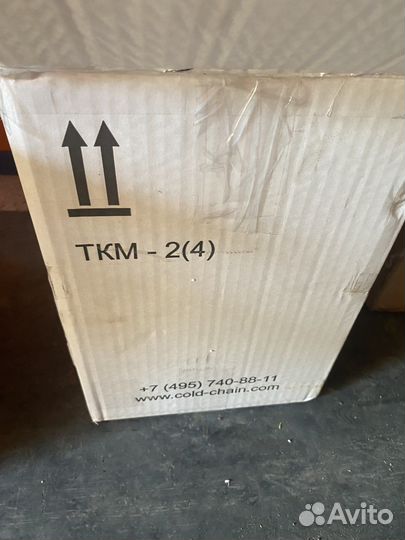 ТКМ - 2(4)
+7 (495) 740-88-11
www.cold-chain.com
Avito